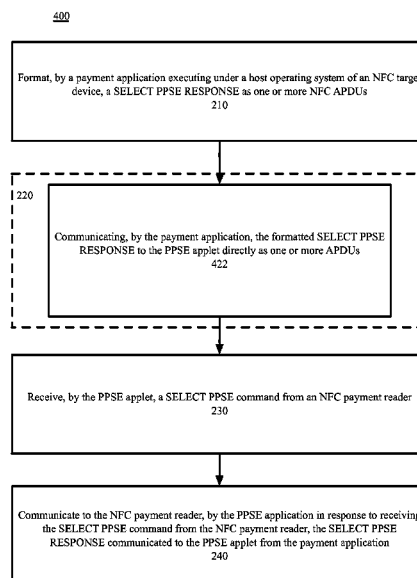 400
Format, by a payment application executing under a host operating system of an NFC targe
device, a SELECT PPSE RESPONSE as one or more NFC APDUs
210
220
Communicating, by the payment application, the formatted SELECT PPSE
RESPONSE to the PPSE applet directly as one or more APDUs
422
Receive, by the PPSE applet, a SELECT PPSE command from an NFC payment reader
230
Communicate to the NFC payment reader, by the PPSE application in response to receiving
the SELECT PPSE command from the NFC payment reader, the SELECT PPSE
RESPONSE communicated to the PPSE applet from the payment application
240